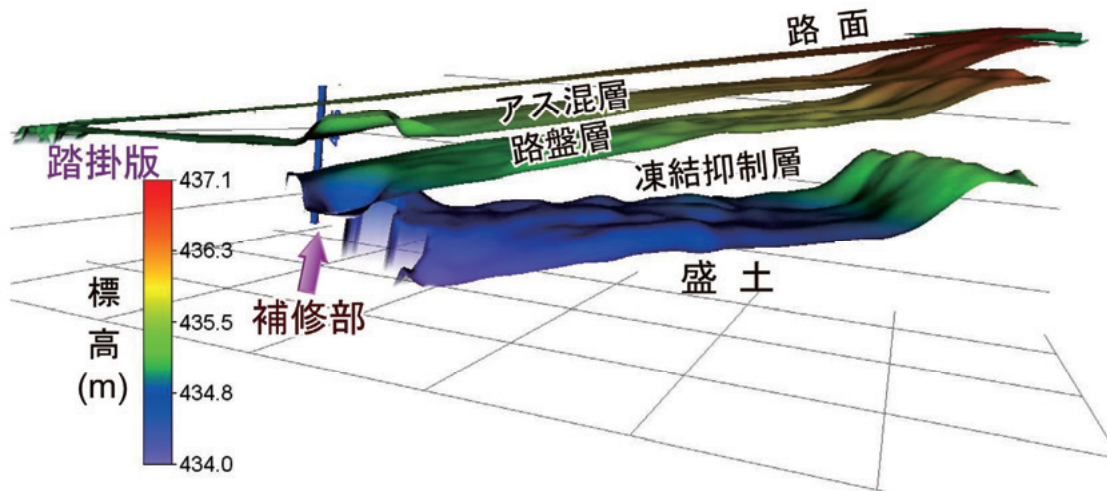 路 面
アス混層
路盤層
踏掛版
凍結抑制層
盛 土
補修部
標高(m)
437.1
436.3
435.5
434.8
434.0